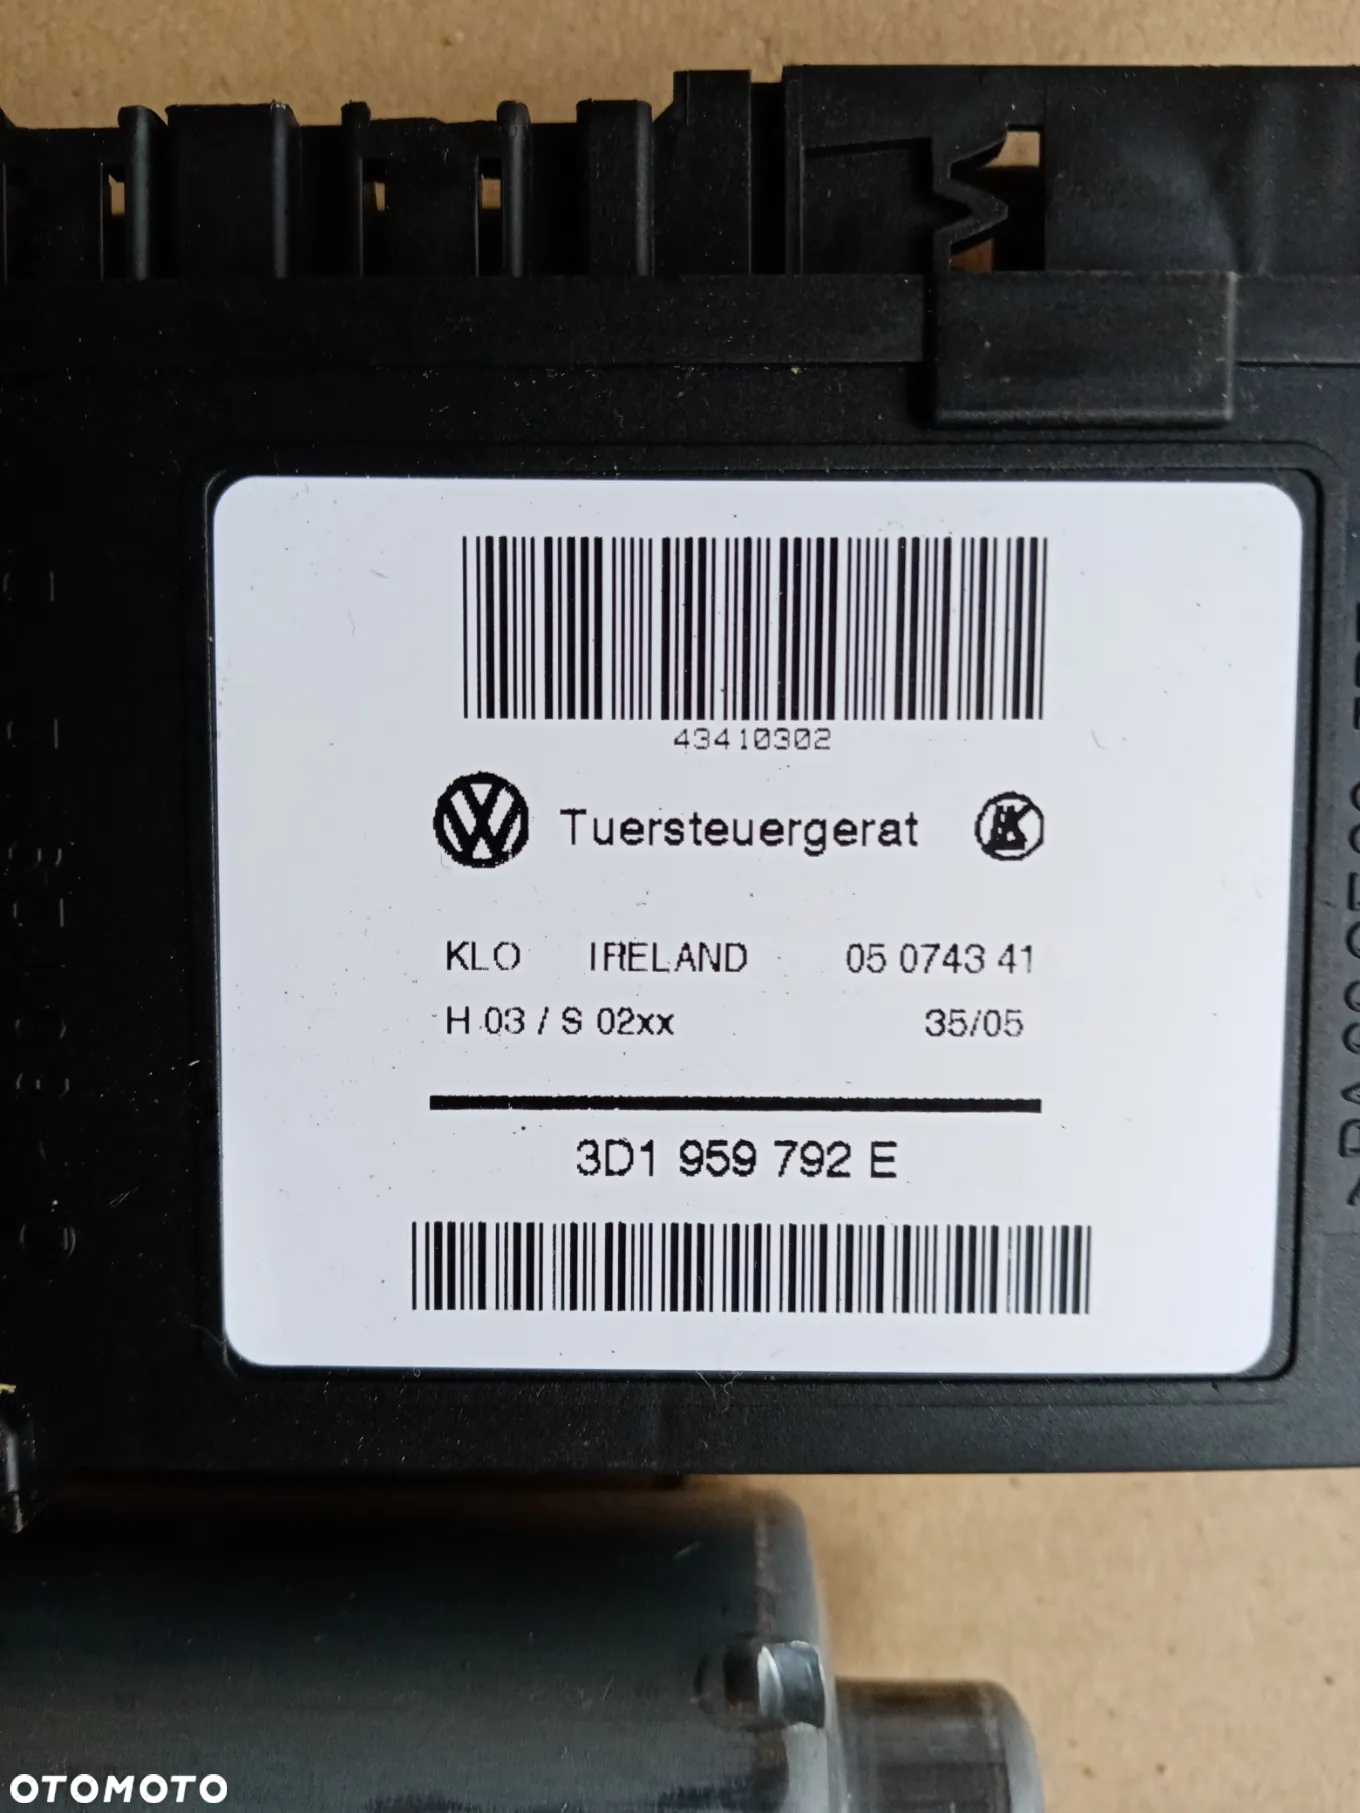 43410302
Tuersteuergerat
KLO IRELAND 05 0743 41
H 03 / S 02xx 35/05
3D1 959 792 E
OTOMOTO